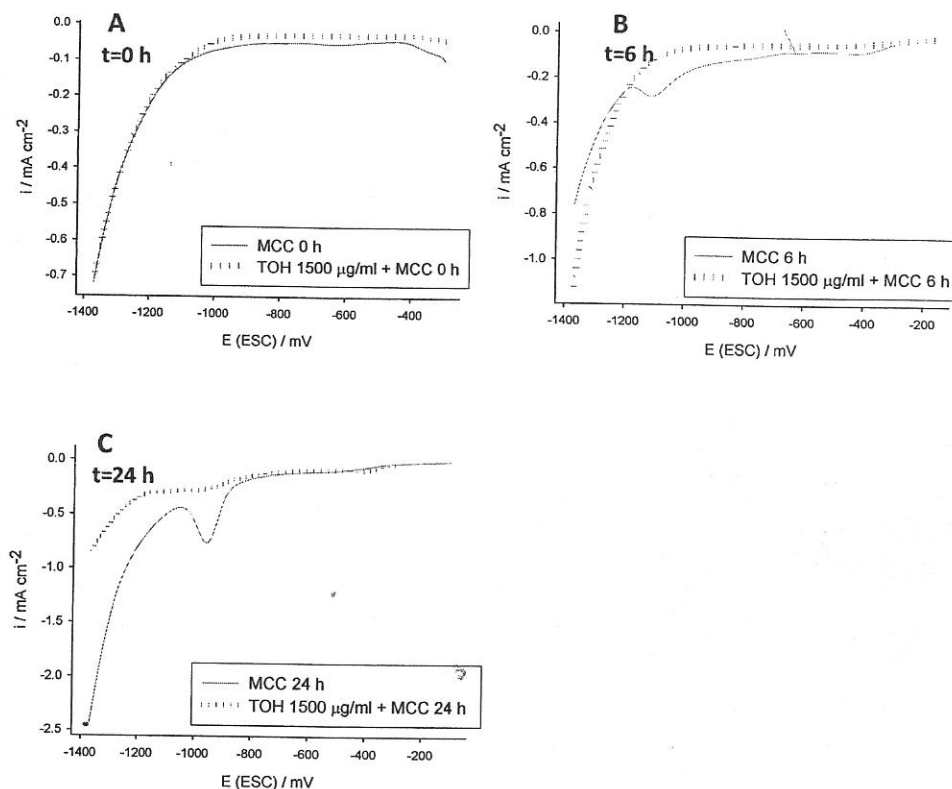 A
t=0 h
0.0
-0.1
-0.2
-0.3
-0.4
-0.5
-0.6
-0.7
i / mA cm-2
MCC 0 h
TOH 1500 μg/ml + MCC 0 h
-1400 -1200 -1000 -800 -600 -400
E (ESC) / mV
B
t=6 h
0.0
-0.2
-0.4
-0.6
-0.8
-1.0
i / mA cm-2
MCC 6 h
TOH 1500 μg/ml + MCC 6 h
-1400 -1200 -1000 -800 -600 -400 -200
E (ESC) / mV
C
t=24 h
0.0
-0.5
-1.0
-1.5
-2.0
-2.5
i / mA cm-2
MCC 24 h
TOH 1500 μg/ml + MCC 24 h
-1400 -1200 -1000 -800 -600 -400 -200 0
E (ESC) / mV